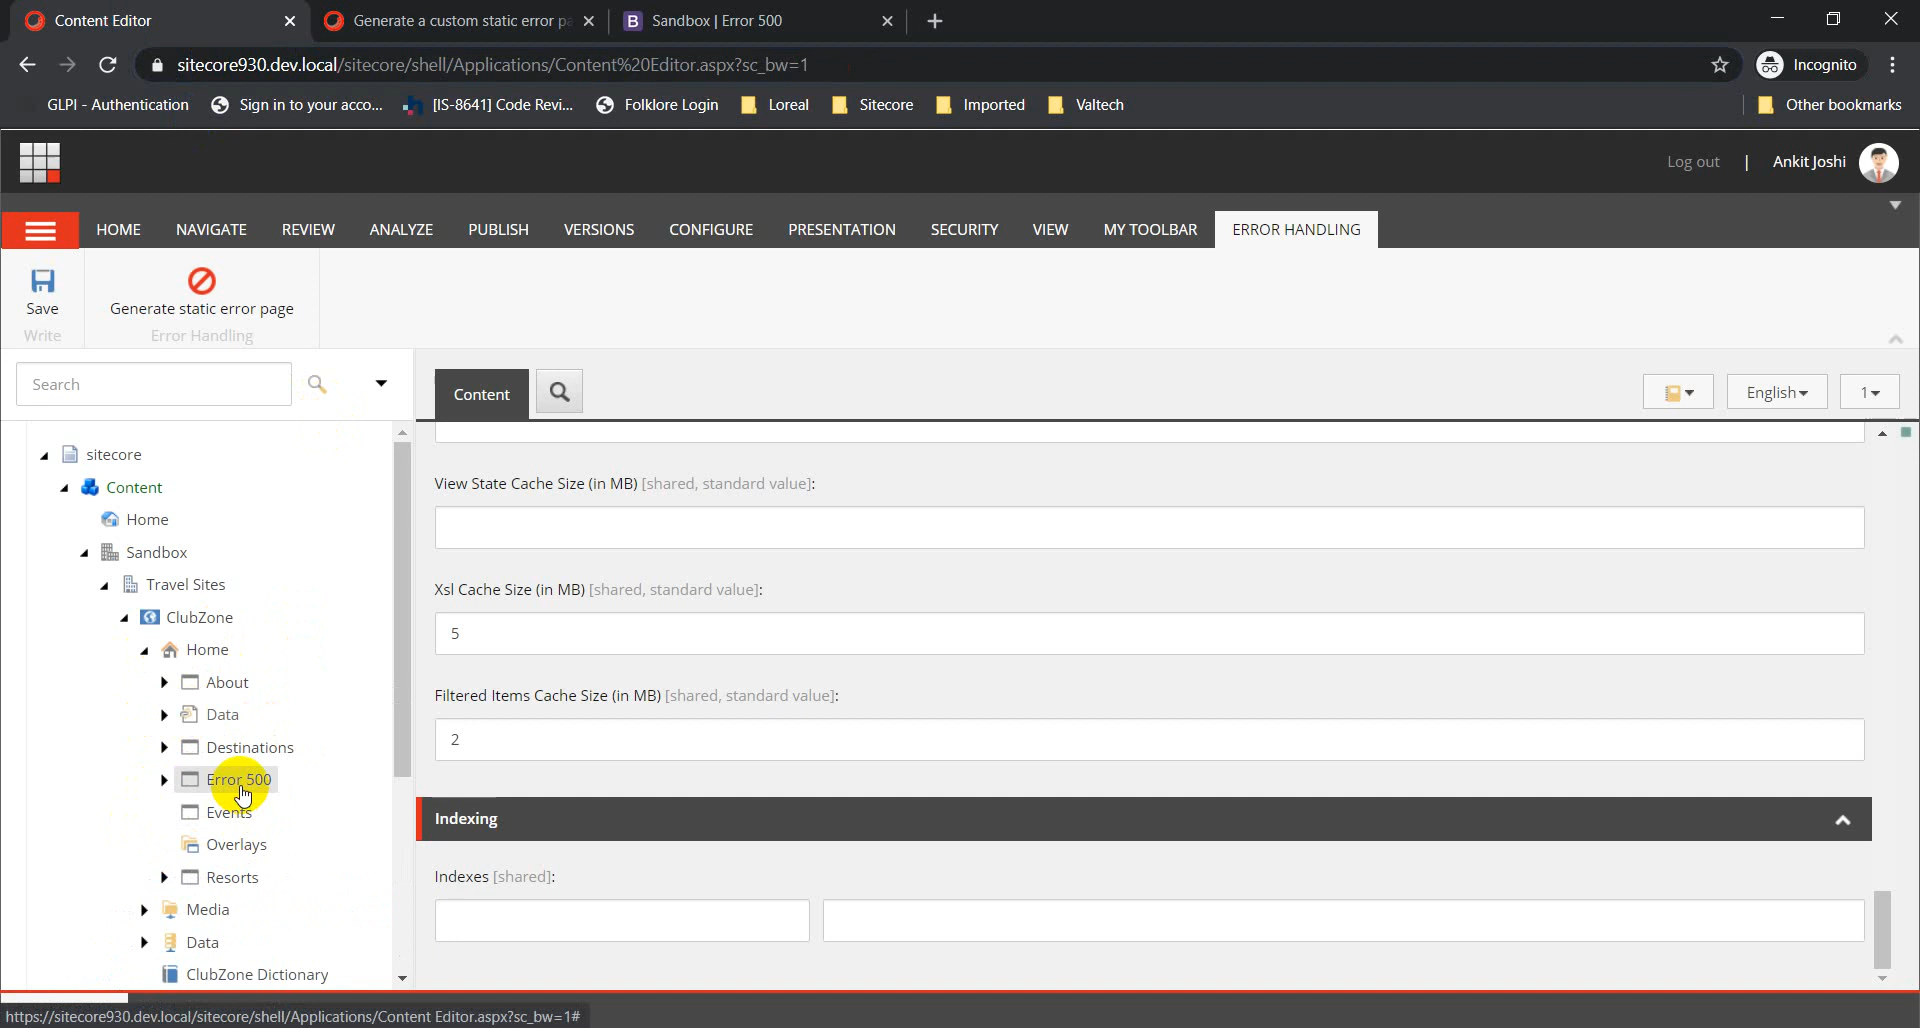 Content Editor
Generate a custom static error pa
B Sandbox | Error 500
sitecore930.dev.local/sitecore/shell/Applications/Content%20Editor.aspx?sc_bw=1
Incognito
GLPI - Authentication
Sign in to your acco...
[IS-8641] Code Revi...
Folklore Login
Loreal
Sitecore
Imported
Valtech
Other bookmarks
Log out | Ankit Joshi
HOME NAVIGATE REVIEW ANALYZE PUBLISH VERSIONS CONFIGURE PRESENTATION SECURITY VIEW MY TOOLBAR ERROR HANDLING
Save
Write
Generate static error page
Error Handling
Search
Content
English
1
sitecore
Content
Home
Sandbox
Travel Sites
ClubZone
Home
About
Data
Destinations
Error 500
Events
Overlays
Resorts
Media
Data
ClubZone Dictionary
View State Cache Size (in MB) [shared, standard value]:
Xsl Cache Size (in MB) [shared, standard value]:
5
Filtered Items Cache Size (in MB) [shared, standard value]:
2
Indexing
Indexes [shared]:
https://sitecore930.dev.local/sitecore/shell/Applications/Content Editor.aspx?sc_bw=1#